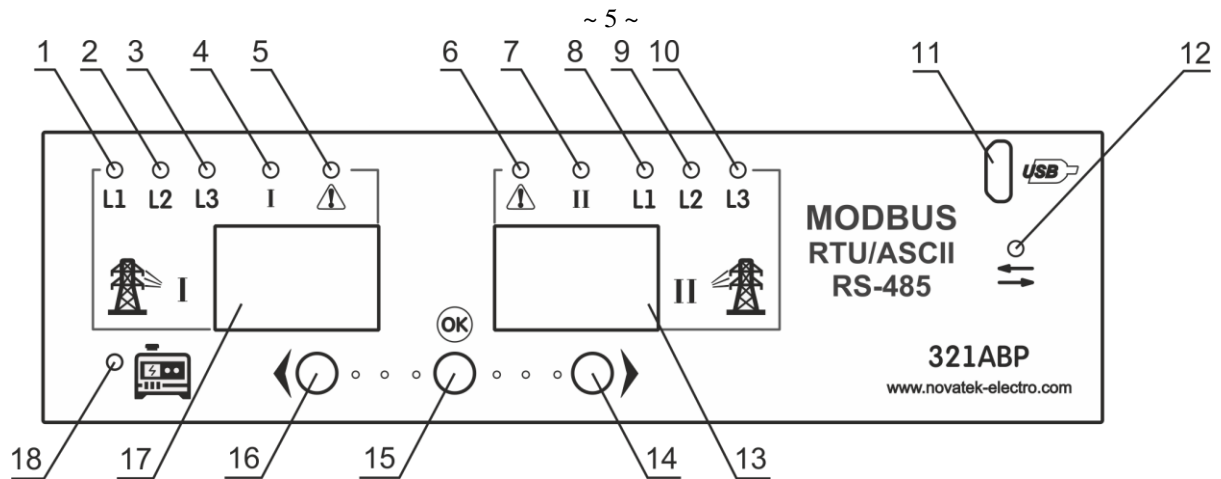 ~ 5 ~
1 2 3 4 5 6 7 8 9 10 11 12
L1 L2 L3 I II L1 L2 L3
USB
MODBUS
RTU/ASCII
RS-485
I II
OK
321ABP
www.novatek-electro.com
18 17 16 15 14 13